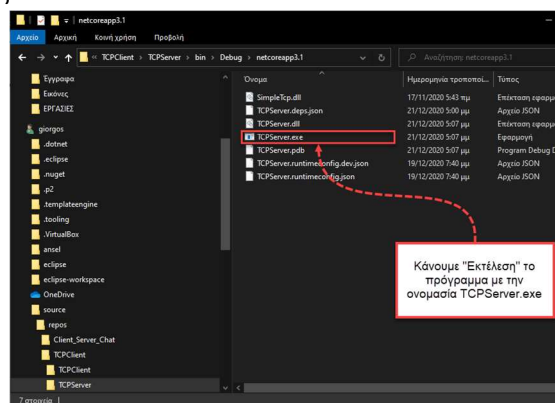 netcoreapp3.1
Αρχείο Αρχική Κοινή χρήση Προβολή
« TCPClient › TCPServer › bin › Debug › netcoreapp3.1
Αναζήτηση: netcoreapp3.1
Έγγραφα
Εικόνες
ΕΡΓΑΣΙΕΣ
giorgos
.dotnet
.eclipse
.nuget
.p2
.templateengine
.tooling
.VirtualBox
ansel
eclipse
eclipse-workspace
OneDrive
source
repos
Client_Server_Chat
TCPClient
TCPClient
TCPServer
Όνομα Ημερομηνία τροποποί... Τύπος
SimpleTcp.dll 17/11/2020 5:43 πμ Επέκταση εφαρμ
TCPServer.deps.json 21/12/2020 5:00 μμ Αρχείο JSON
TCPServer.dll 21/12/2020 5:07 μμ Επέκταση εφαρμ
TCPServer.exe 21/12/2020 5:07 μμ Εφαρμογή
TCPServer.pdb 21/12/2020 5:07 μμ Program Debug D
TCPServer.runtimeconfig.dev.json 19/12/2020 7:40 μμ Αρχείο JSON
TCPServer.runtimeconfig.json 19/12/2020 7:40 μμ Αρχείο JSON
Κάνουμε "Εκτέλεση" το
πρόγραμμα με την
ονομασία TCPServer.exe
7 στοιχεία